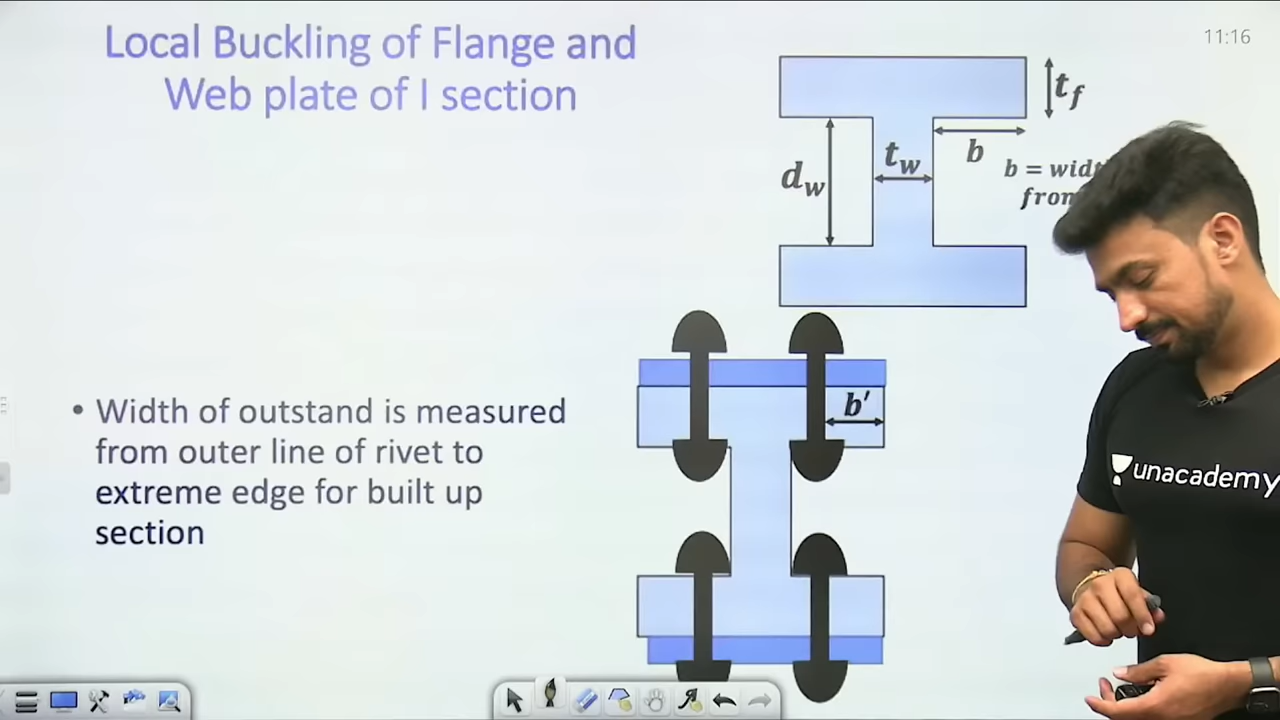 Local Buckling of Flange and
Web plate of I section
11:16
t_f
t_w
b
d_w
b =
from
b′
• Width of outstand is measured
from outer line of rivet to
extreme edge for built up
section
unacademy